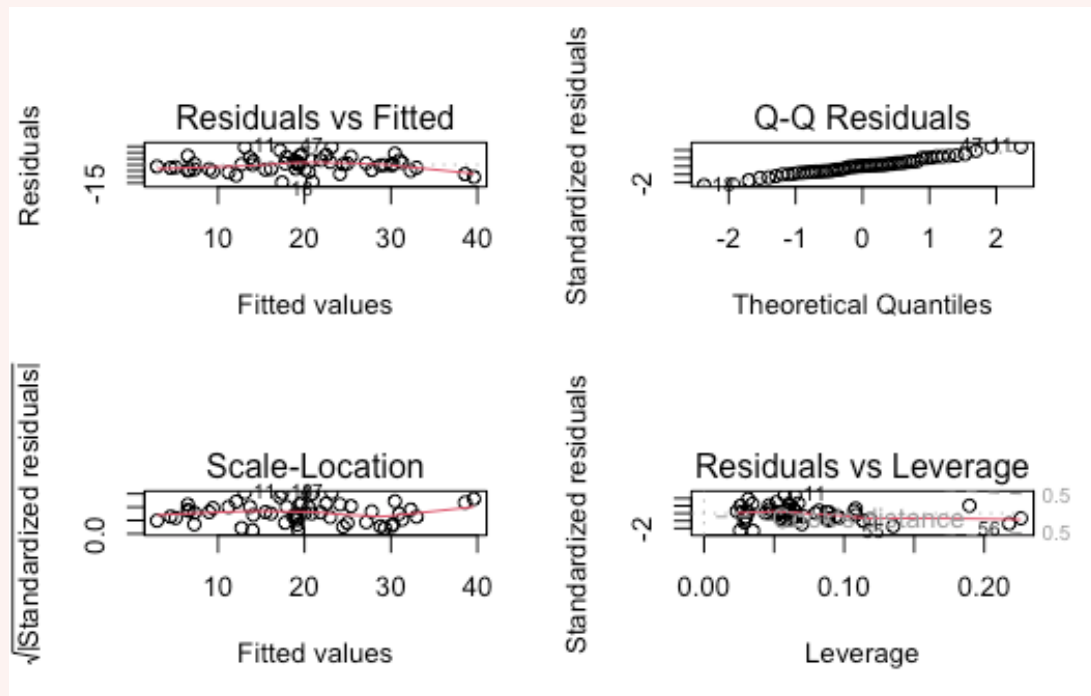 Residuals vs Fitted
Residuals
-15
11
47
18
10 20 30 40
Fitted values
Q-Q Residuals
Standardized residuals
-2
47 11
18
-2 -1 0 1 2
Theoretical Quantiles
Scale-Location
√|Standardized residuals|
0.0
11
10 20 30 40
Fitted values
Residuals vs Leverage
Standardized residuals
-2
11
0.5
distance
0.5
56
0.00 0.10 0.20
Leverage